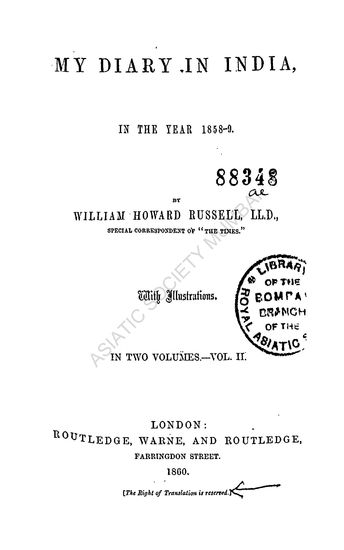 MY DIARY IN INDIA,
IN THE YEAR 1858-9.
88348
ae
BY
WILLIAM HOWARD RUSSELL, LL.D.,
SPECIAL CORRESPONDENT OF "THE TIMES."
With Illustrations.
LIBRARY
OF THE
BOMBA
BRANCH
OF THE
ROYAL ASIATIC
IN TWO VOLUMES.—VOL. II.
LONDON:
ROUTLEDGE, WARNE, AND ROUTLEDGE,
FARRINGDON STREET.
1860.
[The Right of Translation is reserved.]
ASIATIC SOCIETY MUMBAI